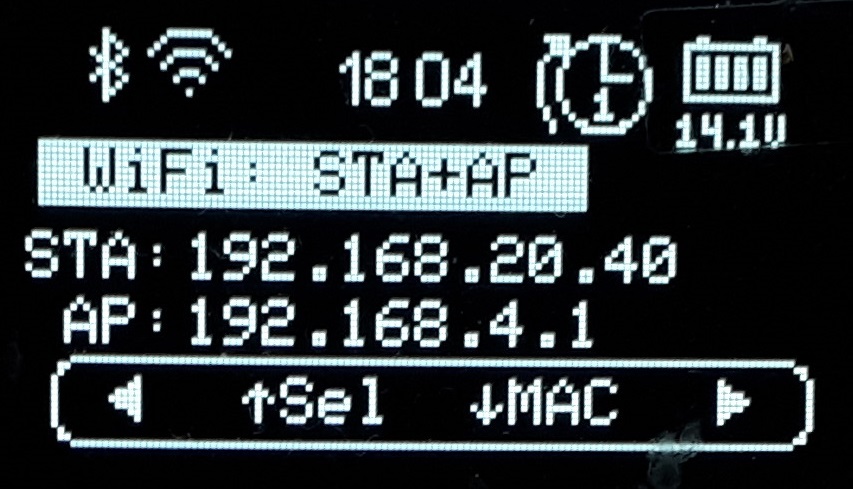 18 04 1
14.1V
WiFi: STA+AP
STA:192.168.20.40
AP:192.168.4.1
↑Sel ↓MAC